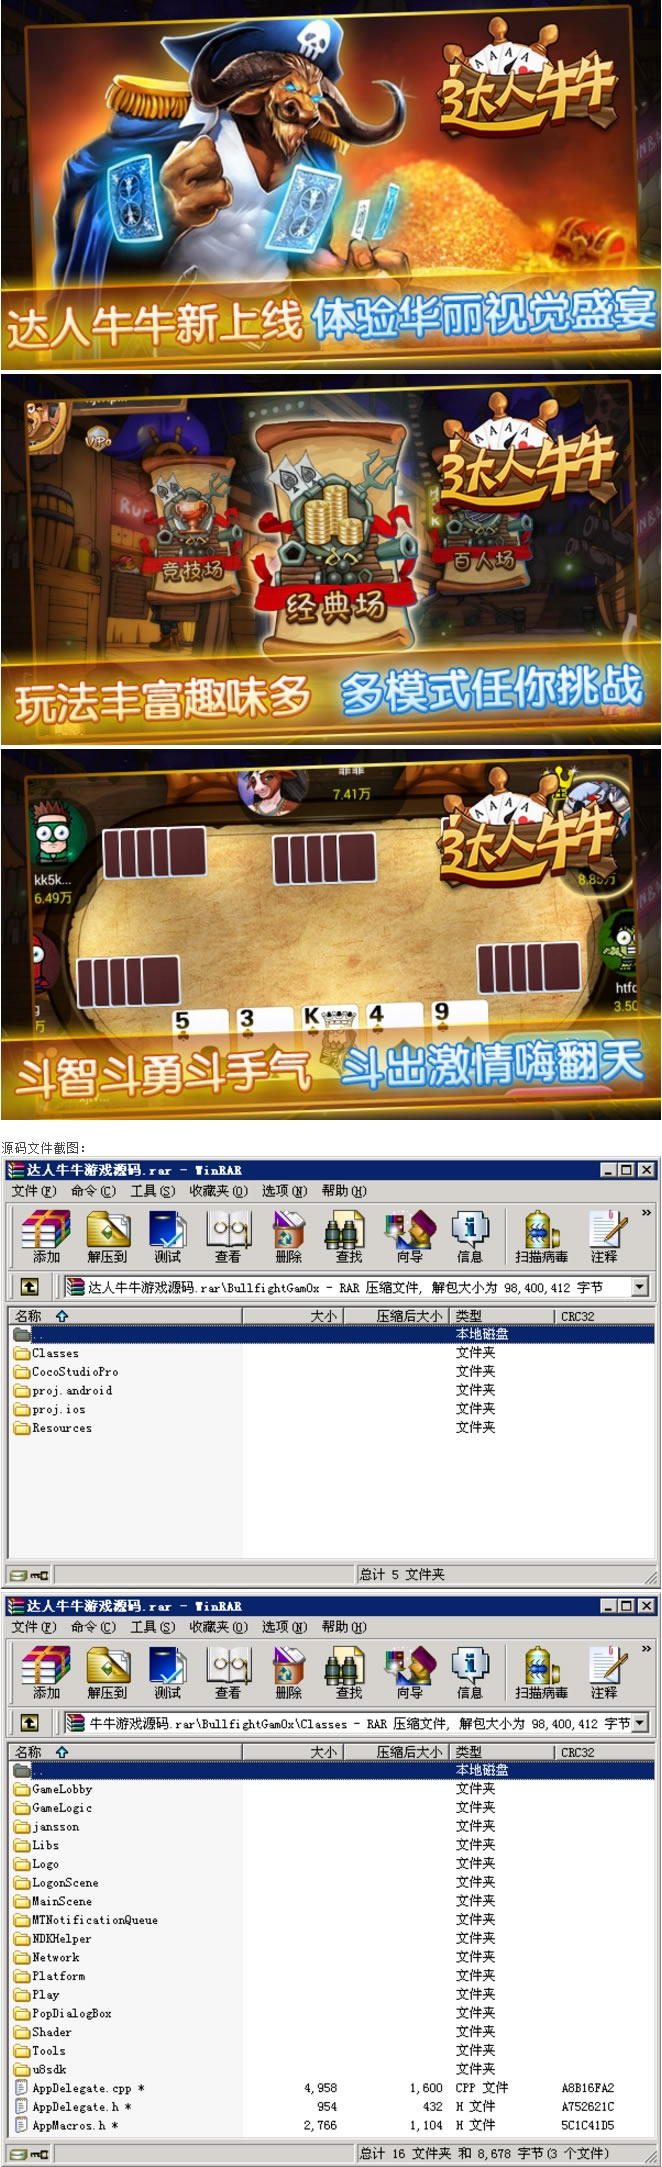 达人牛牛
达人牛牛新上线 体验华丽视觉盛宴
VIP0
达人牛牛
竞技场
经典场
百人场
玩法丰富趣味多 多模式任你挑战
菲菲
7.41万
达人牛牛
kk5k...
6.49万
8.85万
htfc
3.50
万
5 3 K 4 9
斗智斗勇斗手气 斗出激情嗨翻天
源码文件截图：
达人牛牛游戏源码.rar - WinRAR
文件(F) 命令(C) 工具(S) 收藏夹(O) 选项(N) 帮助(H)
添加 解压到 测试 查看 删除 查找 向导 信息 扫描病毒 注释
达人牛牛游戏源码.rar\BullfightGamOx - RAR 压缩文件, 解包大小为 98,400,412 字节
名称 大小 压缩后大小 类型 CRC32
.. 本地磁盘
Classes 文件夹
CocoStudioPro 文件夹
proj.android 文件夹
proj.ios 文件夹
Resources 文件夹
总计 5 文件夹
达人牛牛游戏源码.rar - WinRAR
文件(F) 命令(C) 工具(S) 收藏夹(O) 选项(N) 帮助(H)
添加 解压到 测试 查看 删除 查找 向导 信息 扫描病毒 注释
牛牛游戏源码.rar\BullfightGamOx\Classes - RAR 压缩文件, 解包大小为 98,400,412 字节
名称 大小 压缩后大小 类型 CRC32
.. 本地磁盘
GameLobby 文件夹
GameLogic 文件夹
jansson 文件夹
Libs 文件夹
Logo 文件夹
LogonScene 文件夹
MainScene 文件夹
MTNotificationQueue 文件夹
NDKHelper 文件夹
Network 文件夹
Platform 文件夹
Play 文件夹
PopDialogBox 文件夹
Shader 文件夹
Tools 文件夹
u8sdk 文件夹
AppDelegate.cpp * 4,958 1,600 CPP 文件 A8B16FA2
AppDelegate.h * 954 432 H 文件 A752621C
AppMacros.h * 2,766 1,104 H 文件 5C1C41D5
总计 16 文件夹 和 8,678 字节(3 个文件)